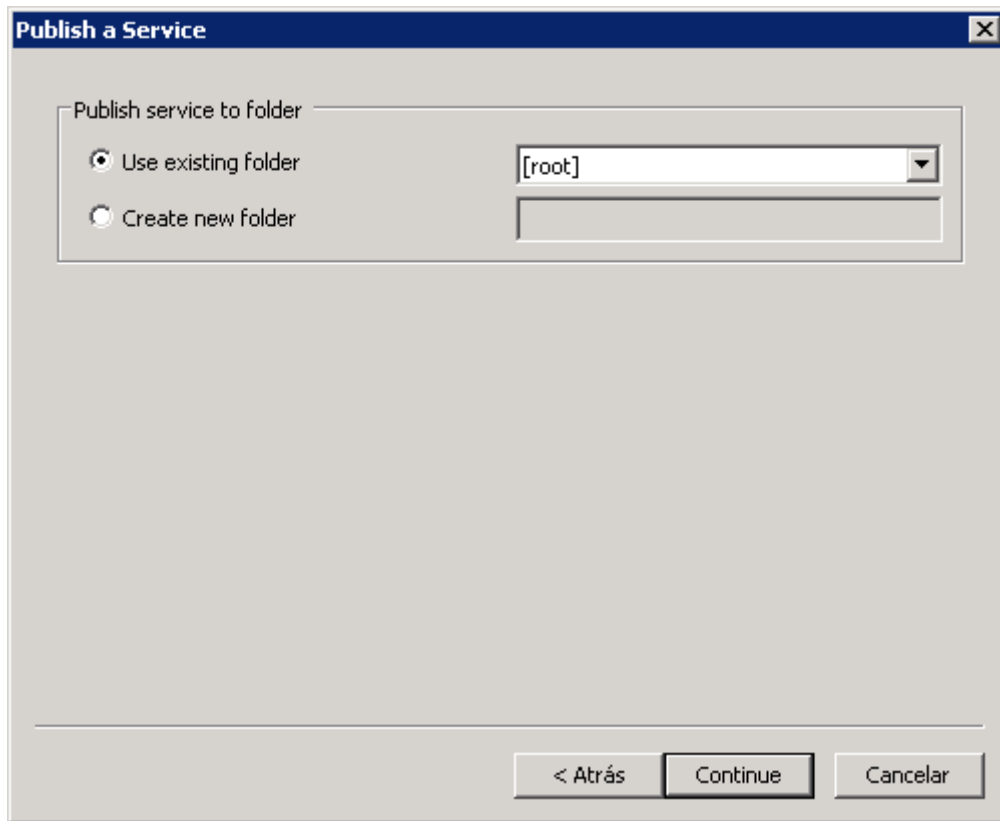 Publish a Service
Publish service to folder
Use existing folder
[root]
Create new folder
< Atrás
Continue
Cancelar